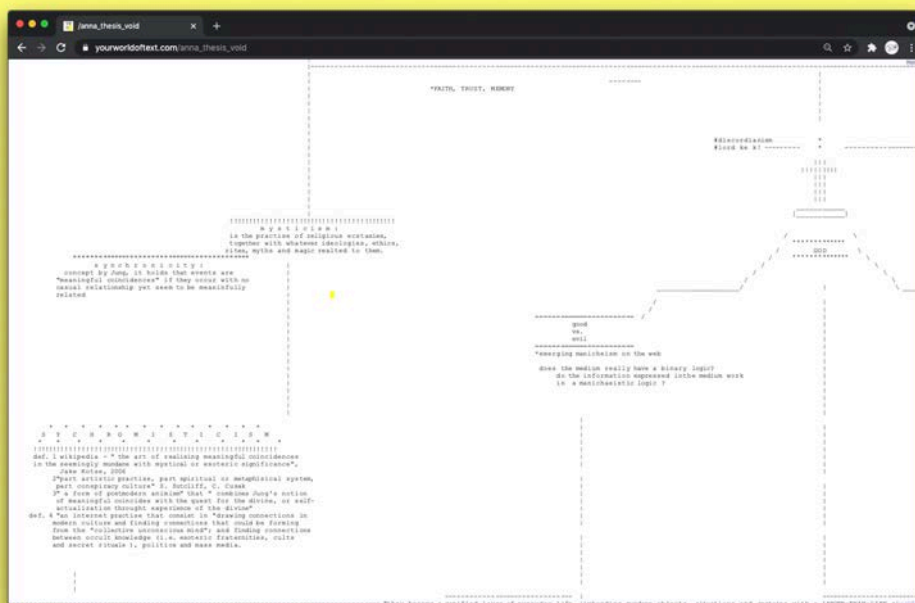 /anna_thesis_void
yourworldoftext.com/anna_thesis_void
*FAITH, TRUST, MEMORY
#discordianism
#lord be k!
m y s t i c i s m :
is the practise of religious ecstasies,
together with whatever ideologies, ethics,
rites, myths and magic realted to them.
s y n c h r o n i c i t y :
concept by Jung, it holds that events are
"meaningful coincidences" if they occur with no
casual relationship yet seem to be meaninfully
related
GOD
good
vs.
evil
*emerging manicheism on the web
does the medium really have a binary logic?
do the information expressed inthe medium work
in a manichaeistic logic ?
S Y C H R O M I S T I C I S M
def. 1 wikipedia - " the art of realising meaningful coincidences
in the seemingly mundane with mystical or esoteric significance",
Jake Kotze, 2006
2"part artistic practise, part spiritual or metaphisical system,
part conspiracy culture" S. Sutcliff, C. Cusak
3" a form of postmodern animism" that " combines Jung's notion
of meaningful coincides with the quest for the divine, or self-
actualization throught experience of the divine"
def. 4 "an internet practise that consist in "drawing connections in
modern culture and finding connections that could be forming
from the "collective unconscious mind"; and finding connections
between occult knowledge (i.e. esoteric fraternities, cults
and secret rituals ), politive and mass media.